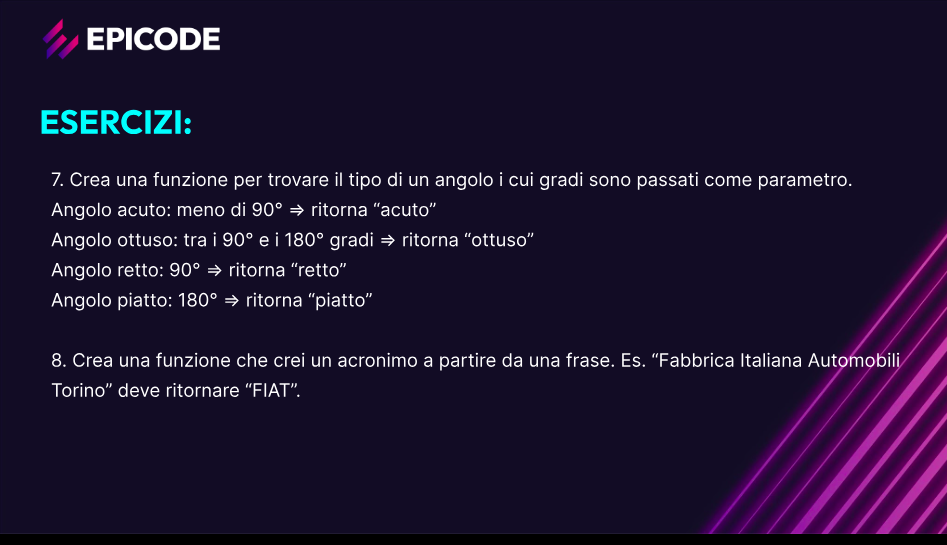 EPICODE
ESERCIZI:
7. Crea una funzione per trovare il tipo di un angolo i cui gradi sono passati come parametro.
Angolo acuto: meno di 90° ⇒ ritorna “acuto”
Angolo ottuso: tra i 90° e i 180° gradi ⇒ ritorna “ottuso”
Angolo retto: 90° ⇒ ritorna “retto”
Angolo piatto: 180° ⇒ ritorna “piatto”
8. Crea una funzione che crei un acronimo a partire da una frase. Es. “Fabbrica Italiana Automobili
Torino” deve ritornare “FIAT”.